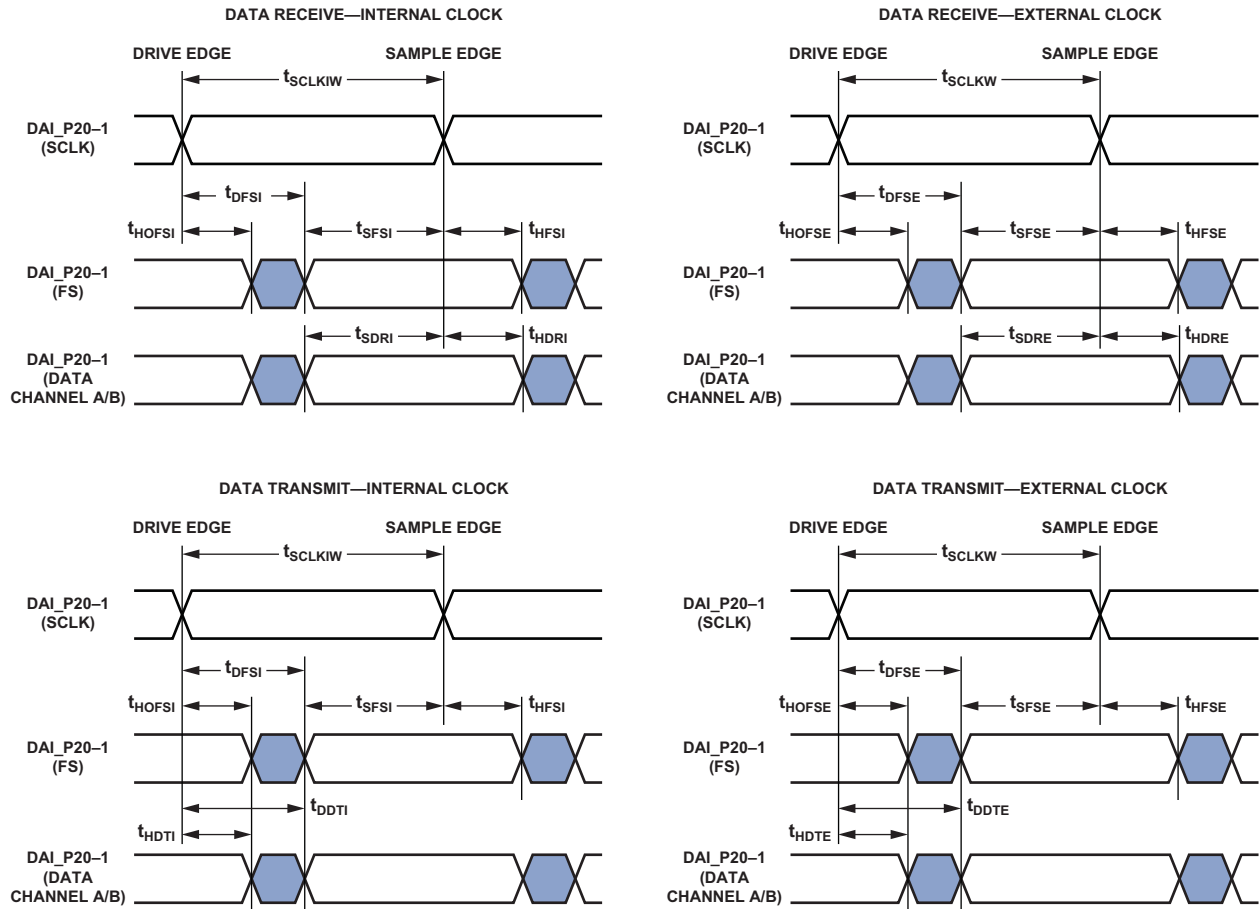 DATA RECEIVE—INTERNAL CLOCK
DRIVE EDGE SAMPLE EDGE
tSCLKIW
DAI_P20–1
(SCLK)
tDFSI
tHOFSI tSFSI tHFSI
DAI_P20–1
(FS)
tSDRI tHDRI
DAI_P20–1
(DATA
CHANNEL A/B)
DATA RECEIVE—EXTERNAL CLOCK
DRIVE EDGE SAMPLE EDGE
tSCLKW
DAI_P20–1
(SCLK)
tDFSE
tHOFSE tSFSE tHFSE
DAI_P20–1
(FS)
tSDRE tHDRE
DAI_P20–1
(DATA
CHANNEL A/B)
DATA TRANSMIT—INTERNAL CLOCK
DRIVE EDGE SAMPLE EDGE
tSCLKIW
DAI_P20–1
(SCLK)
tDFSI
tHOFSI tSFSI tHFSI
DAI_P20–1
(FS)
tDDTI
tHDTI
DAI_P20–1
(DATA
CHANNEL A/B)
DATA TRANSMIT—EXTERNAL CLOCK
DRIVE EDGE SAMPLE EDGE
tSCLKW
DAI_P20–1
(SCLK)
tDFSE
tHOFSE tSFSE tHFSE
DAI_P20–1
(FS)
tDDTE
tHDTE
DAI_P20–1
(DATA
CHANNEL A/B)